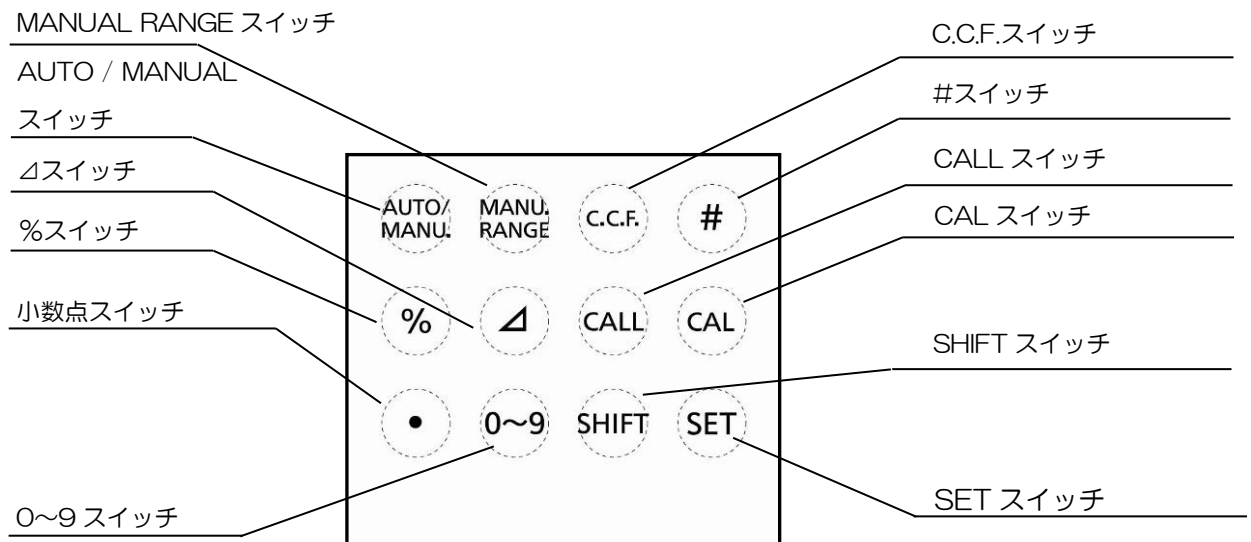 MANUAL RANGE スイッチ
AUTO / MANUAL
スイッチ
⊿スイッチ
%スイッチ
小数点スイッチ
0〜9 スイッチ
AUTO/
MANU.
MANU.
RANGE
C.C.F.
#
%
⊿
CALL
CAL
•
0〜9
SHIFT
SET
C.C.F.スイッチ
#スイッチ
CALL スイッチ
CAL スイッチ
SHIFT スイッチ
SET スイッチ